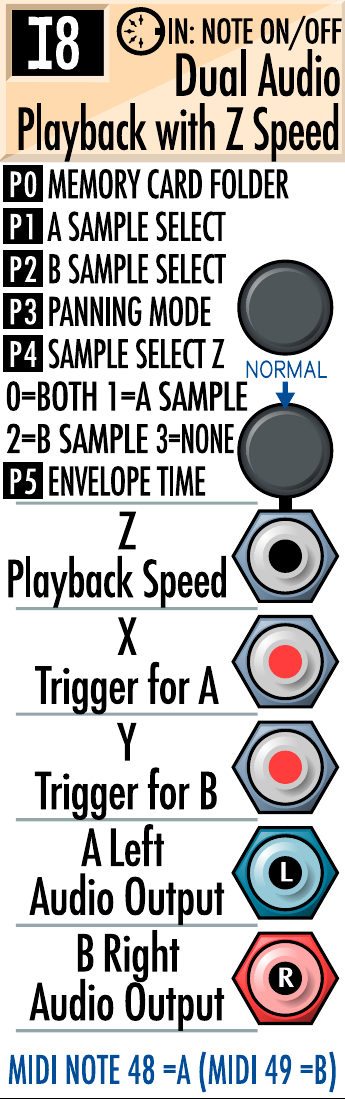 I8
IN: NOTE ON/OFF
Dual Audio
Playback with Z Speed
P0 MEMORY CARD FOLDER
P1 A SAMPLE SELECT
P2 B SAMPLE SELECT
P3 PANNING MODE
P4 SAMPLE SELECT Z
NORMAL
0=BOTH 1=A SAMPLE
2=B SAMPLE 3=NONE
P5 ENVELOPE TIME
Z
Playback Speed
X
Trigger for A
Y
Trigger for B
A Left
Audio Output
L
B Right
Audio Output
R
MIDI NOTE 48 =A (MIDI 49 =B)